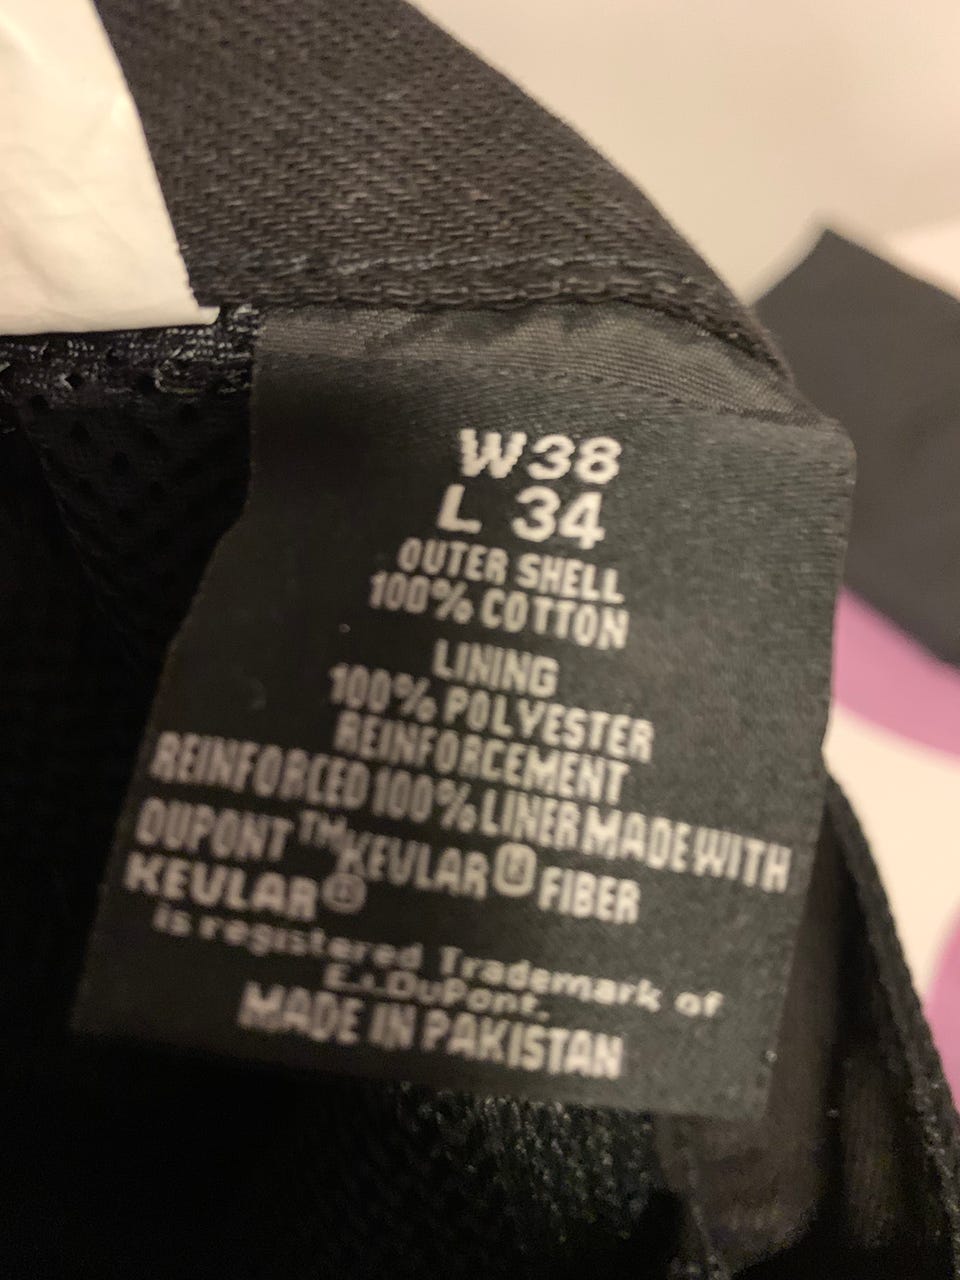 W38
L 34
OUTER SHELL
100% COTTON
LINING
100% POLYESTER
REINFORCEMENT
REINFORCED 100% LINER MADE WITH
DUPONT ™ KEVLAR ® FIBER
KEVLAR ®
is registered Trademark of
E.I.DuPont.
MADE IN PAKISTAN